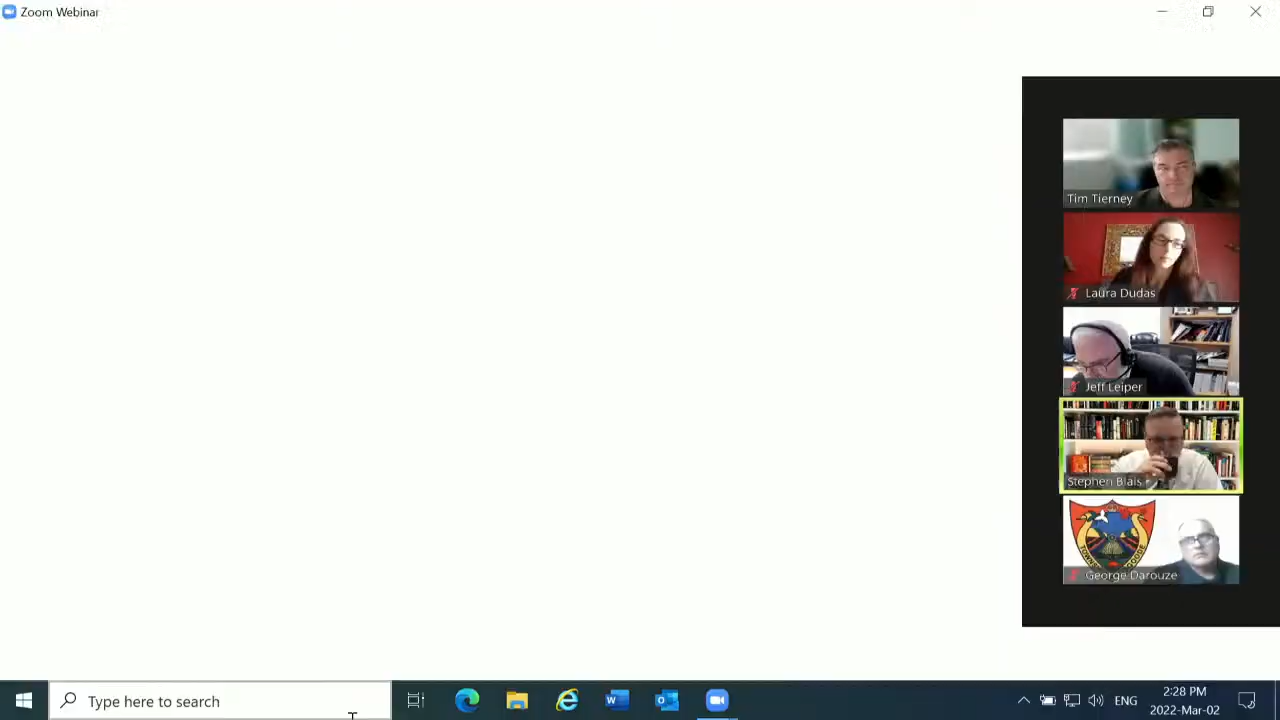 Zoom Webinar
Tim Tierney
Laura Dudas
Jeff Leiper
Stephen Blais
George Darouze
Type here to search
ENG
2:28 PM
2022-Mar-02